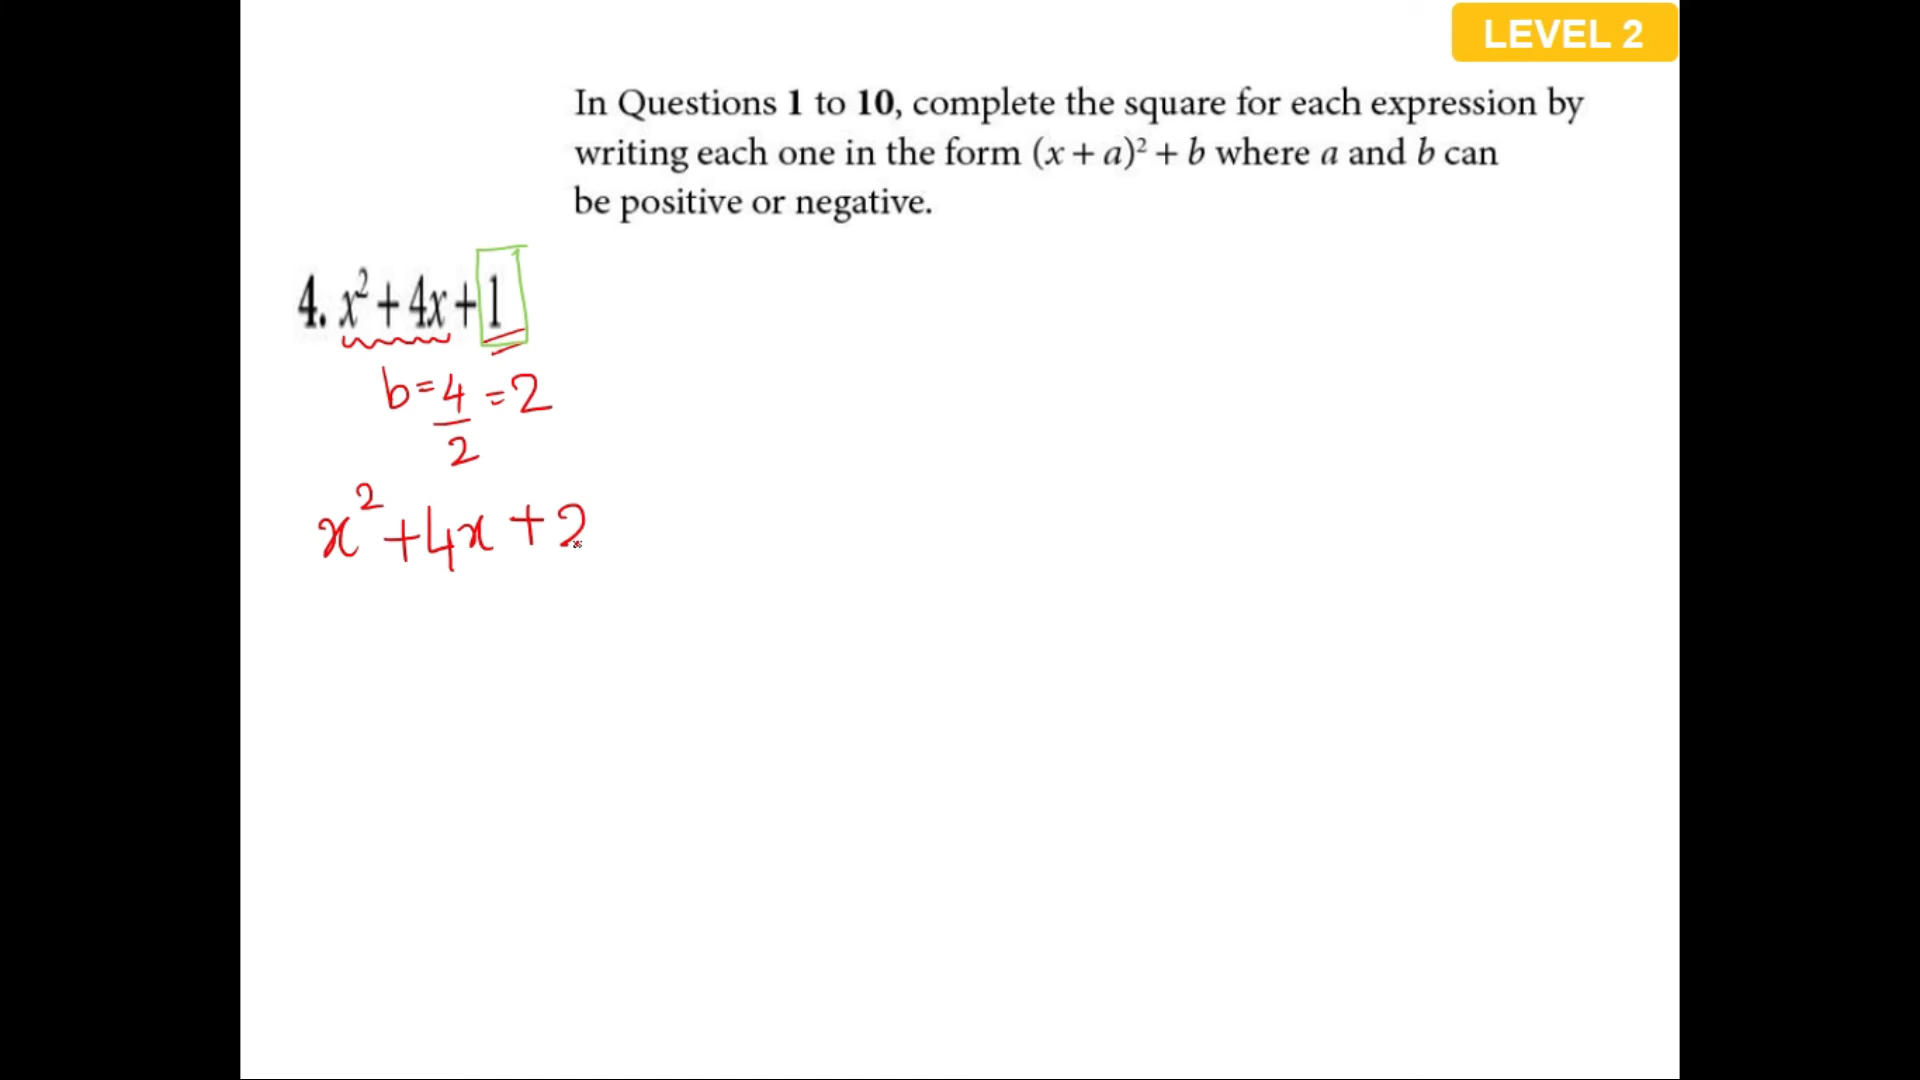 LEVEL 2
In Questions 1 to 10, complete the square for each expression by
writing each one in the form (x + a)² + b where a and b can
be positive or negative.
4. x² + 4x + 1
b = 4/2 = 2
x² + 4x + 2